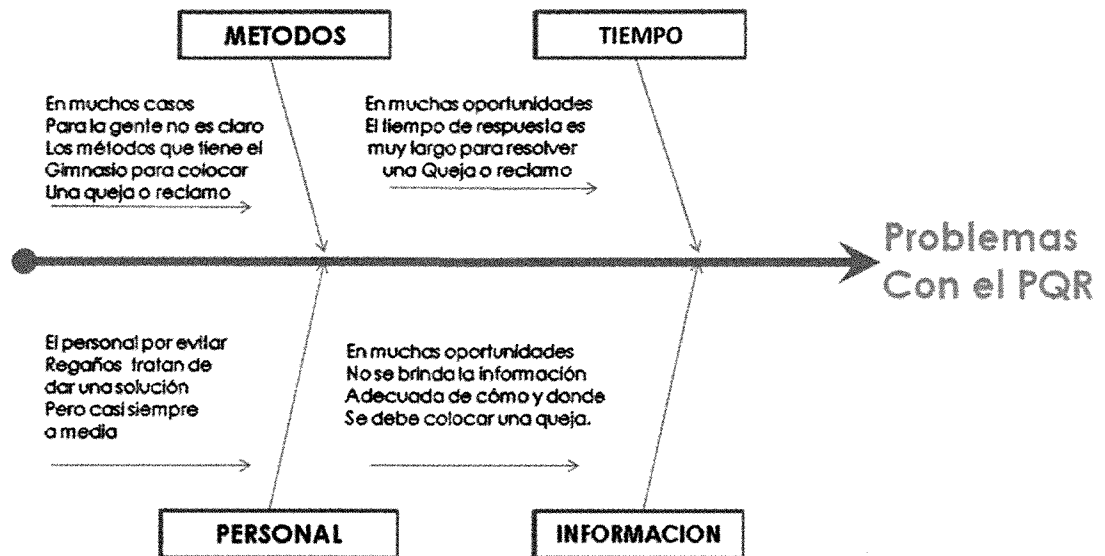 METODOS
TIEMPO
En muchos casos
Para la gente no es claro
Los métodos que tiene el
Gimnasio para colocar
Una queja o reclamo
En muchas oportunidades
El tiempo de respuesta es
muy largo para resolver
una Queja o reclamo
Problemas
Con el PQR
El personal por evitar
Regaños tratan de
dar una solución
Pero casi siempre
a media
En muchas oportunidades
No se brinda la información
Adecuada de cómo y donde
Se debe colocar una queja.
PERSONAL
INFORMACION